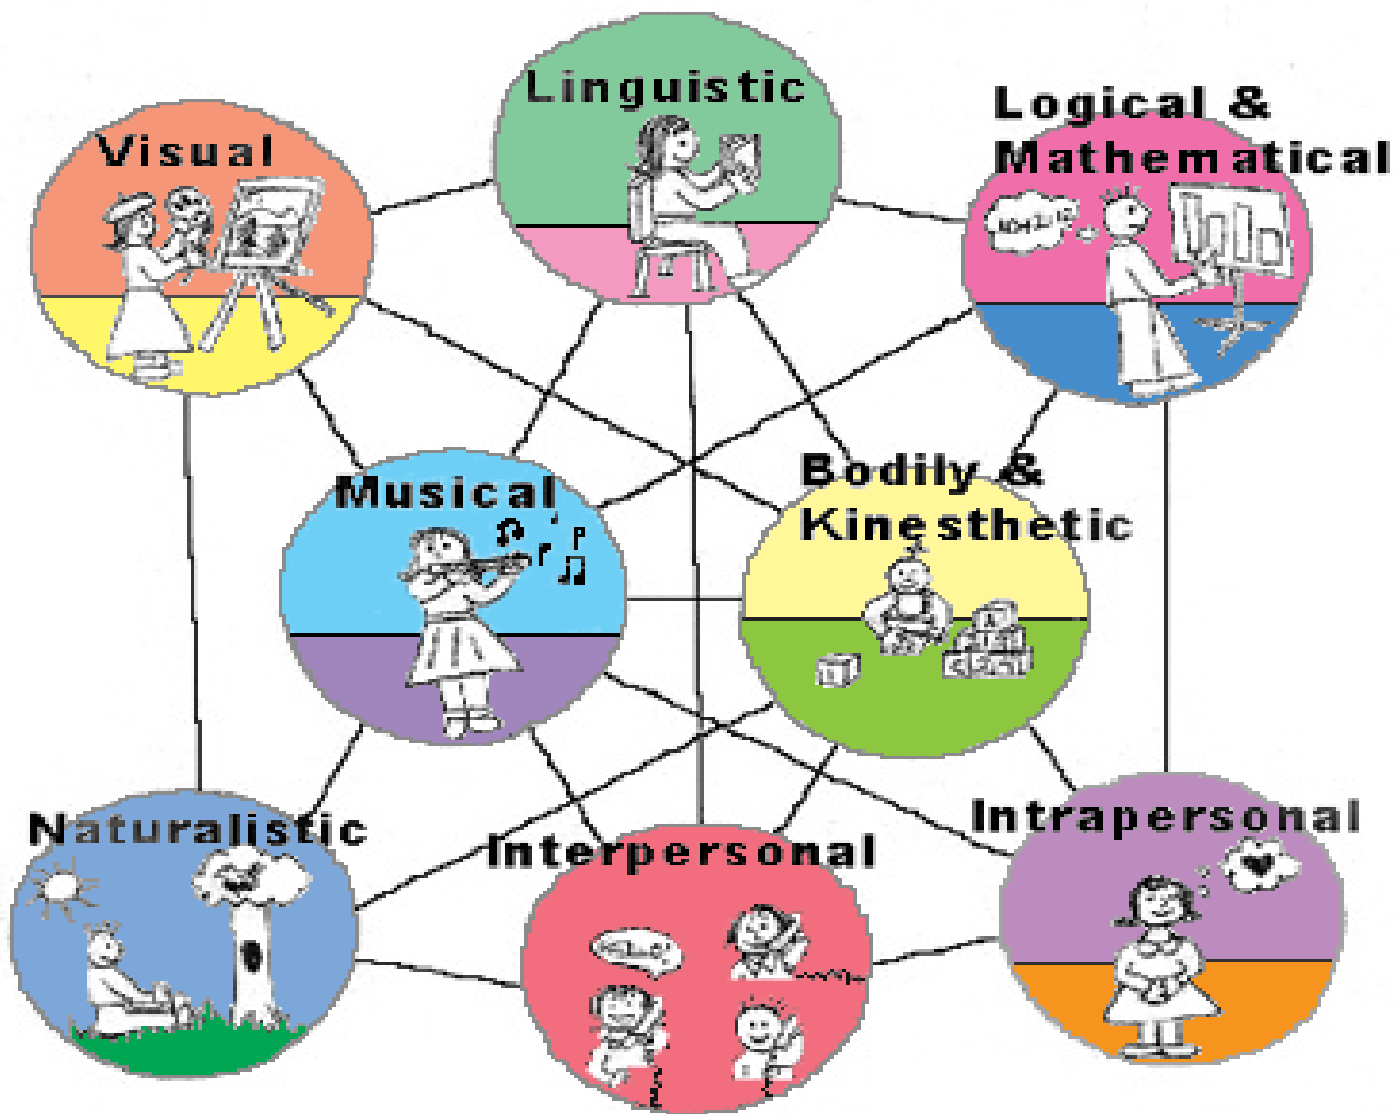 Linguistic
Logical &
Mathematical
Visual
Bodily &
Kinesthetic
Musical
Naturalistic
Interpersonal
Intrapersonal